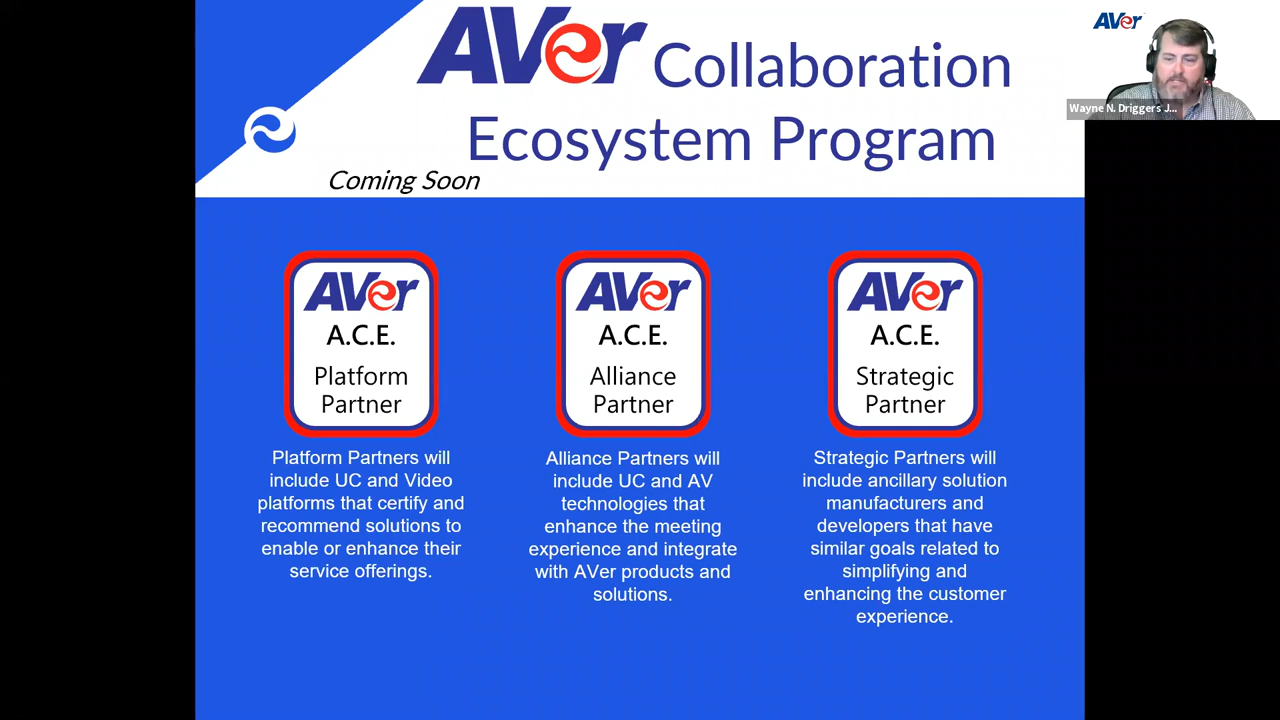 AVer Collaboration
Ecosystem Program
Coming Soon
AVer
Wayne N. Driggers J...
AVer
A.C.E.
Platform
Partner
Platform Partners will
include UC and Video
platforms that certify and
recommend solutions to
enable or enhance their
service offerings.
AVer
A.C.E.
Alliance
Partner
Alliance Partners will
include UC and AV
technologies that
enhance the meeting
experience and integrate
with AVer products and
solutions.
AVer
A.C.E.
Strategic
Partner
Strategic Partners will
include ancillary solution
manufacturers and
developers that have
similar goals related to
simplifying and
enhancing the customer
experience.